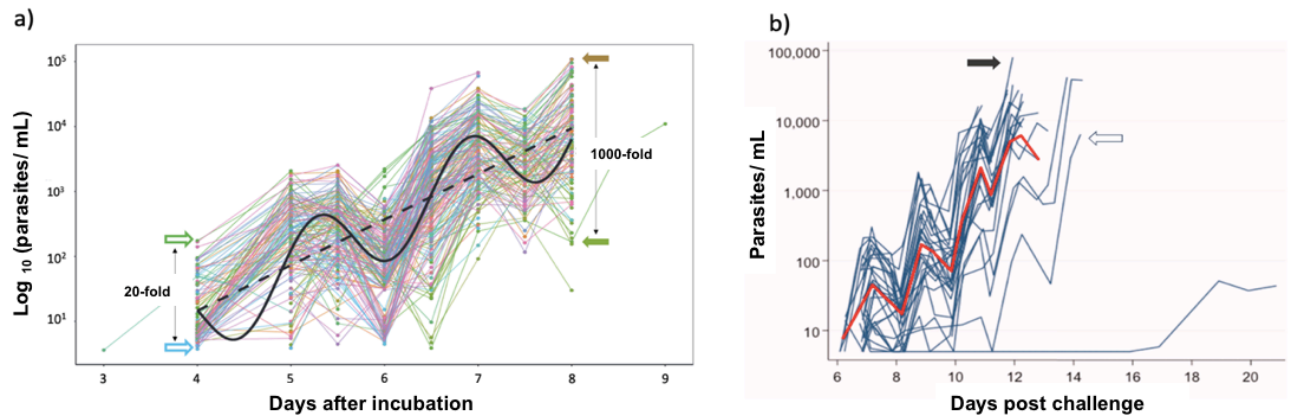 a)
Log 10 (parasites/ mL)
10⁵
10⁴
10³
10²
10¹
20-fold
1000-fold
3 4 5 6 7 8 9
Days after incubation
b)
Parasites/ mL
100,000
10,000
1,000
100
10
6 8 10 12 14 16 18 20
Days post challenge